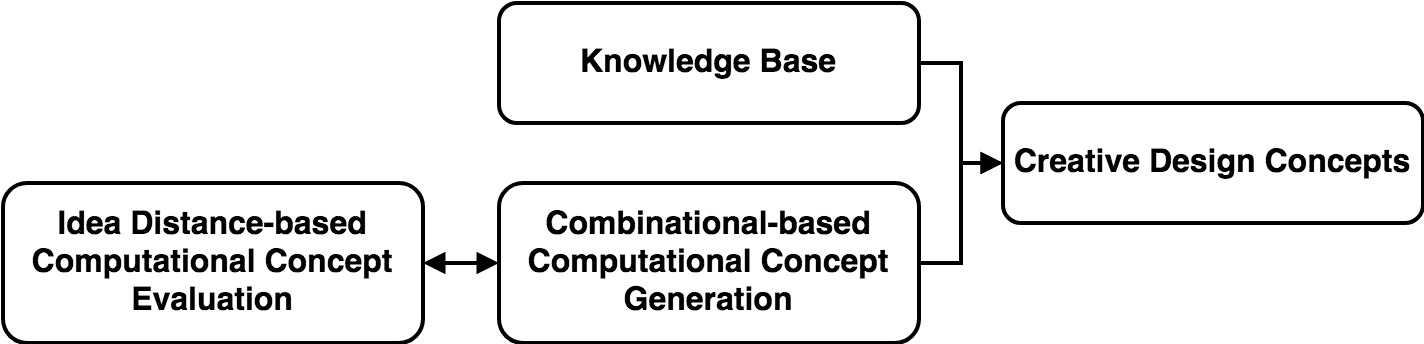 Knowledge Base
Creative Design Concepts
Idea Distance-based
Computational Concept
Evaluation
Combinational-based
Computational Concept
Generation